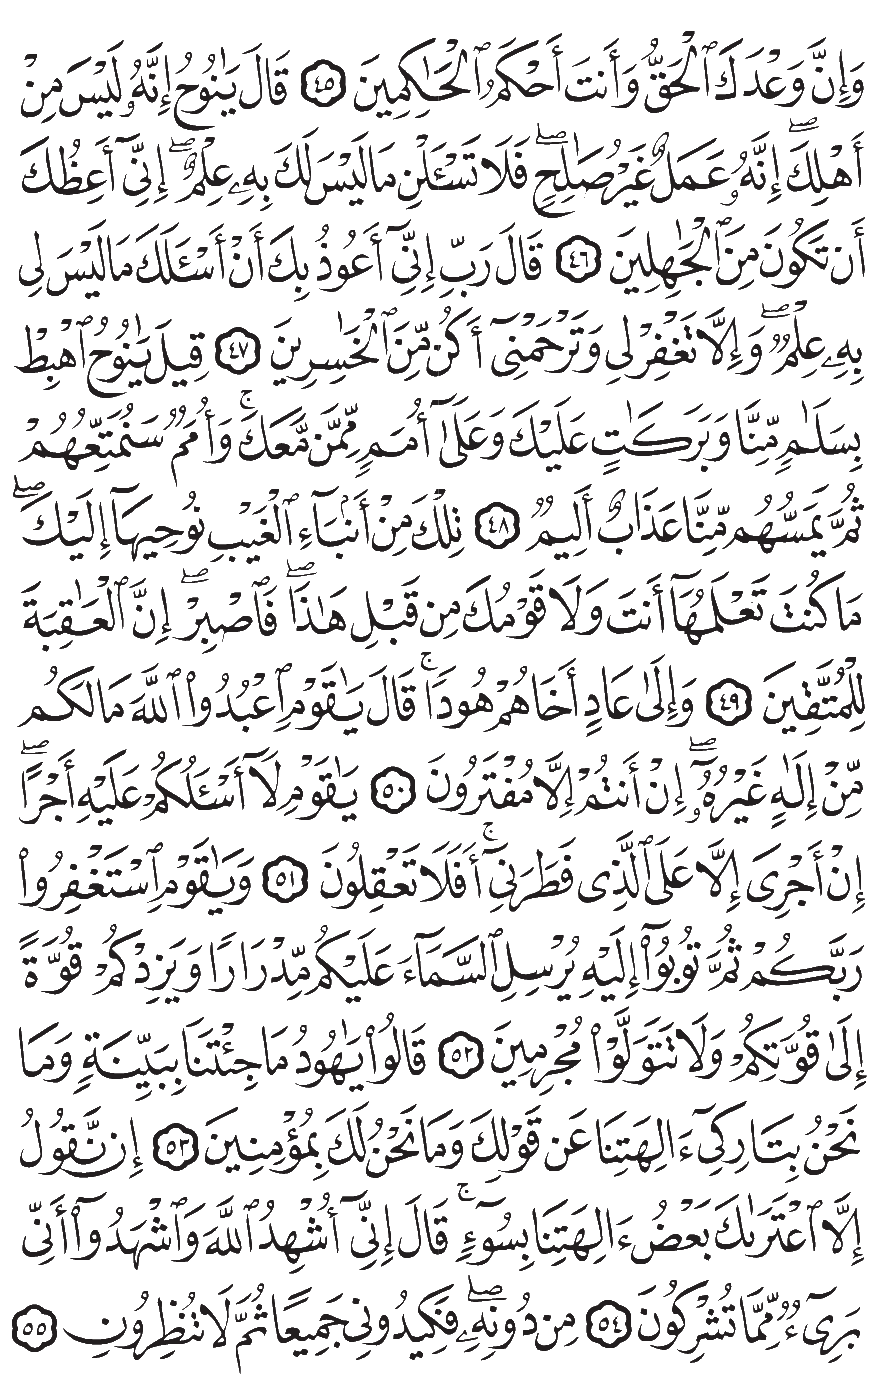 وَإِنَّ وَعْدَكَ ٱلْحَقُّ وَأَنتَ أَحْكَمُ ٱلْحَٰكِمِينَ ٤٥ قَالَ يَٰنُوحُ إِنَّهُۥ لَيْسَ مِنْ
أَهْلِكَۖ إِنَّهُۥ عَمَلٌ غَيْرُ صَٰلِحٖۖ فَلَا تَسْـَٔلْنِ مَا لَيْسَ لَكَ بِهِۦ عِلْمٌۖ إِنِّيٓ أَعِظُكَ
أَن تَكُونَ مِنَ ٱلْجَٰهِلِينَ ٤٦ قَالَ رَبِّ إِنِّيٓ أَعُوذُ بِكَ أَنْ أَسْـَٔلَكَ مَا لَيْسَ لِي
بِهِۦ عِلْمٞۖ وَإِلَّا تَغْفِرْ لِي وَتَرْحَمْنِيٓ أَكُن مِّنَ ٱلْخَٰسِرِينَ ٤٧ قِيلَ يَٰنُوحُ ٱهْبِطْ
بِسَلَٰمٖ مِّنَّا وَبَرَكَٰتٍ عَلَيْكَ وَعَلَىٰٓ أُمَمٖ مِّمَّن مَّعَكَۚ وَأُمَمٞ سَنُمَتِّعُهُمْ
ثُمَّ يَمَسُّهُم مِّنَّا عَذَابٌ أَلِيمٞ ٤٨ تِلْكَ مِنْ أَنۢبَآءِ ٱلْغَيْبِ نُوحِيهَآ إِلَيْكَۖ
مَا كُنتَ تَعْلَمُهَآ أَنتَ وَلَا قَوْمُكَ مِن قَبْلِ هَٰذَاۖ فَٱصْبِرْۖ إِنَّ ٱلْعَٰقِبَةَ
لِلْمُتَّقِينَ ٤٩ وَإِلَىٰ عَادٍ أَخَاهُمْ هُودٗاۚ قَالَ يَٰقَوْمِ ٱعْبُدُوا۟ ٱللَّهَ مَا لَكُم
مِّنْ إِلَٰهٍ غَيْرُهُۥٓۖ إِنْ أَنتُمْ إِلَّا مُفْتَرُونَ ٥٠ يَٰقَوْمِ لَآ أَسْـَٔلُكُمْ عَلَيْهِ أَجْرًاۖ
إِنْ أَجْرِيَ إِلَّا عَلَى ٱلَّذِي فَطَرَنِيٓۚ أَفَلَا تَعْقِلُونَ ٥١ وَيَٰقَوْمِ ٱسْتَغْفِرُوا۟
رَبَّكُمْ ثُمَّ تُوبُوٓا۟ إِلَيْهِ يُرْسِلِ ٱلسَّمَآءَ عَلَيْكُم مِّدْرَارٗا وَيَزِدْكُمْ قُوَّةً
إِلَىٰ قُوَّتِكُمْ وَلَا تَتَوَلَّوْا۟ مُجْرِمِينَ ٥٢ قَالُوا۟ يَٰهُودُ مَا جِئْتَنَا بِبَيِّنَةٖ وَمَا
نَحْنُ بِتَارِكِيٓ ءَالِهَتِنَا عَن قَوْلِكَ وَمَا نَحْنُ لَكَ بِمُؤْمِنِينَ ٥٣ إِن نَّقُولُ
إِلَّا ٱعْتَرَىٰكَ بَعْضُ ءَالِهَتِنَا بِسُوٓءٖۚ قَالَ إِنِّيٓ أُشْهِدُ ٱللَّهَ وَٱشْهَدُوٓا۟ أَنِّي
بَرِيٓءٞ مِّمَّا تُشْرِكُونَ ٥٤ مِن دُونِهِۦۖ فَكِيدُونِي جَمِيعٗا ثُمَّ لَا تُنظِرُونِ ٥٥